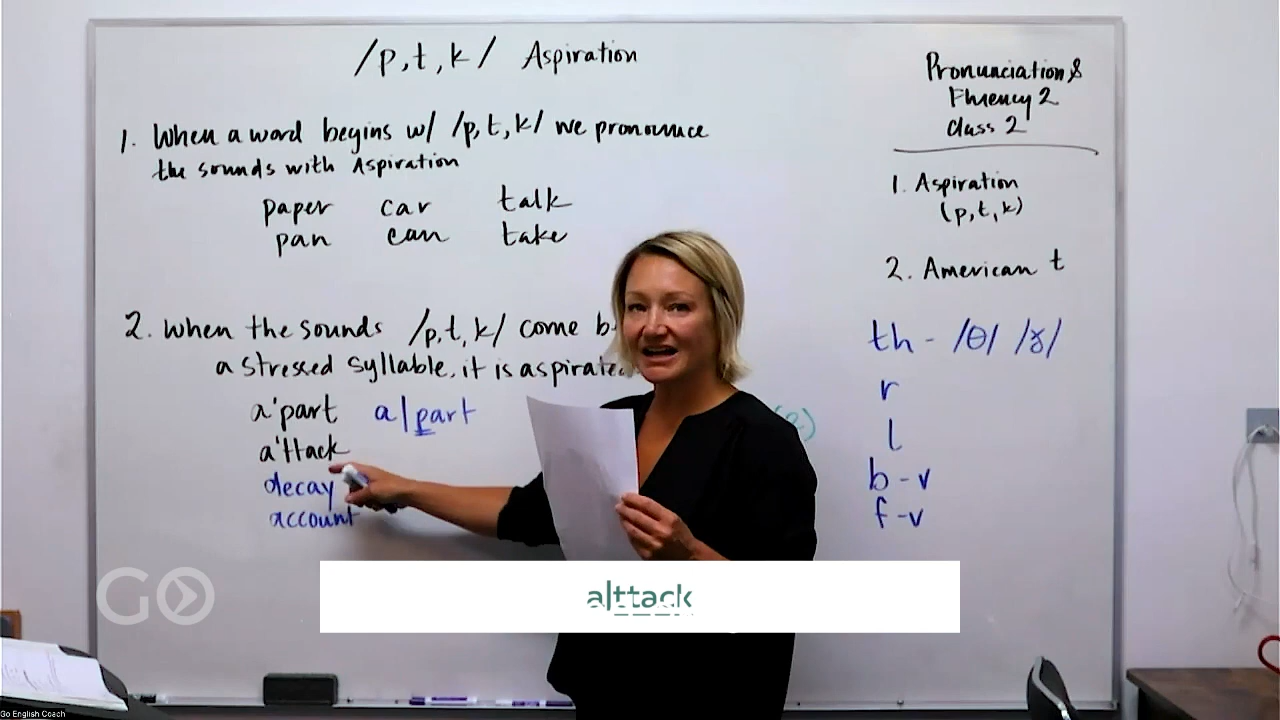 /p, t, k/ Aspiration
1. When a word begins w/ /p, t, k/ we pronounce
the sounds with Aspiration
paper car talk
pan can take
2. When the sounds /p, t, k/ come b
a stressed syllable, it is aspirated
a'part a|part
a'ttack
decay
account
Pronunciation &
Fluency 2
Class 2
1. Aspiration
(p, t, k)
2. American t
th - /θ/ /ɣ/
r
l
b - v
f - v
GO
a|ttack
Go English Coach